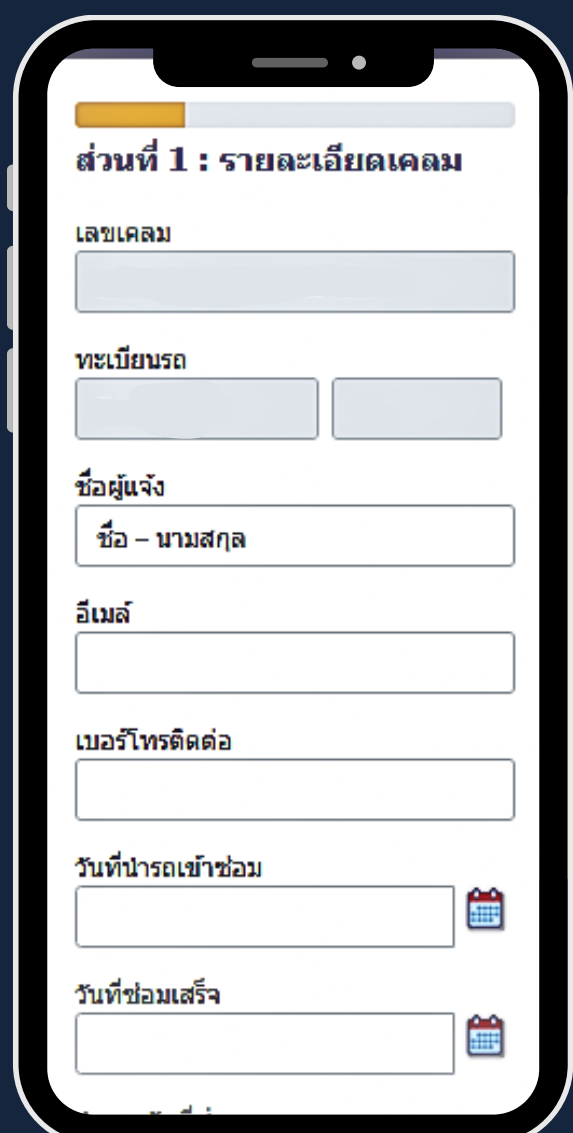 ส่วนที่ 1 : รายละเอียดเคลม
เลขเคลม
ทะเบียนรถ
ชื่อผู้แจ้ง
ชื่อ – นามสกุล
อีเมล์
เบอร์โทรติดต่อ
วันที่นำรถเข้าซ่อม
วันที่ซ่อมเสร็จ